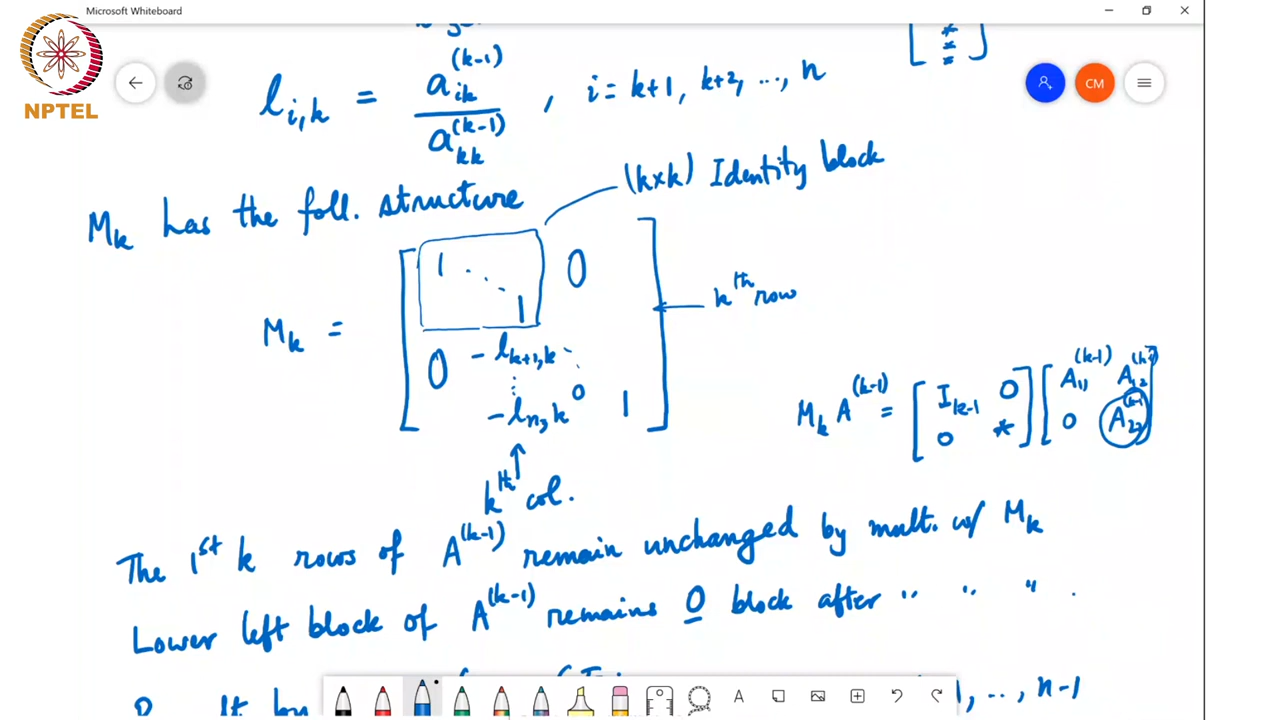 Microsoft Whiteboard
NPTEL
CM
l_{i,k} = a_{ik}^{(k-1)} / a_{kk}^{(k-1)} , i = k+1, k+2, ..., n
M_k has the foll. structure
(k×k) Identity block
M_k = [ 1 ⋱ 1 0
0 -l_{k+1,k} ⋱
⋮
-l_{n,k} 0 1 ]
← k^{th} row
↑
k^{th} col.
M_k A^{(k-1)} = [ I_{k-1} 0 ; 0 * ] [ A_{11}^{(k-1)} A_{12}^{(k-1)} ; 0 A_{22}^{(k-1)} ]
The 1^{st} k rows of A^{(k-1)} remain unchanged by mult. w/ M_k
Lower left block of A^{(k-1)} remains 0 block after " " " .
by , .., n-1